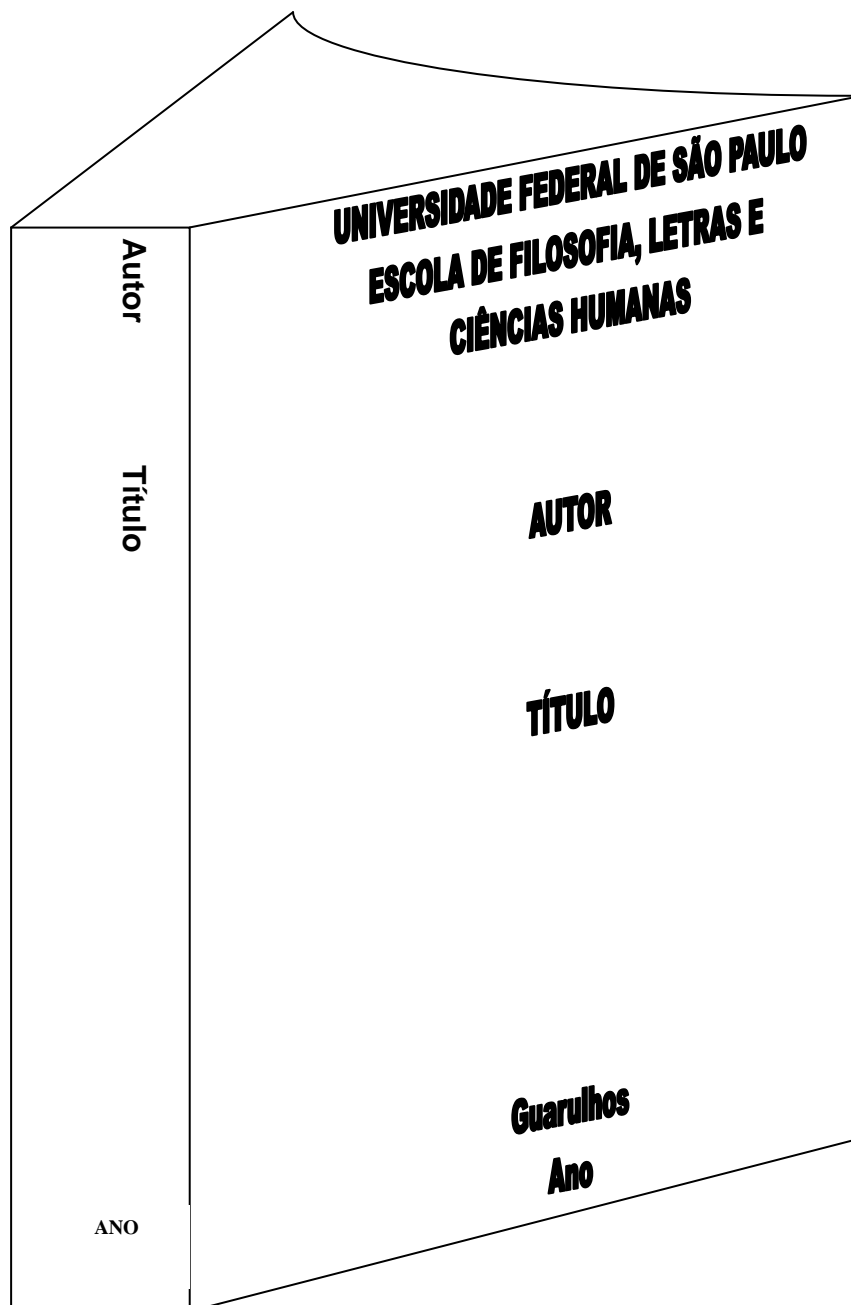 Autor
Título
ANO
UNIVERSIDADE FEDERAL DE SÃO PAULO
ESCOLA DE FILOSOFIA, LETRAS E
CIÊNCIAS HUMANAS
AUTOR
TÍTULO
Guarulhos
Ano